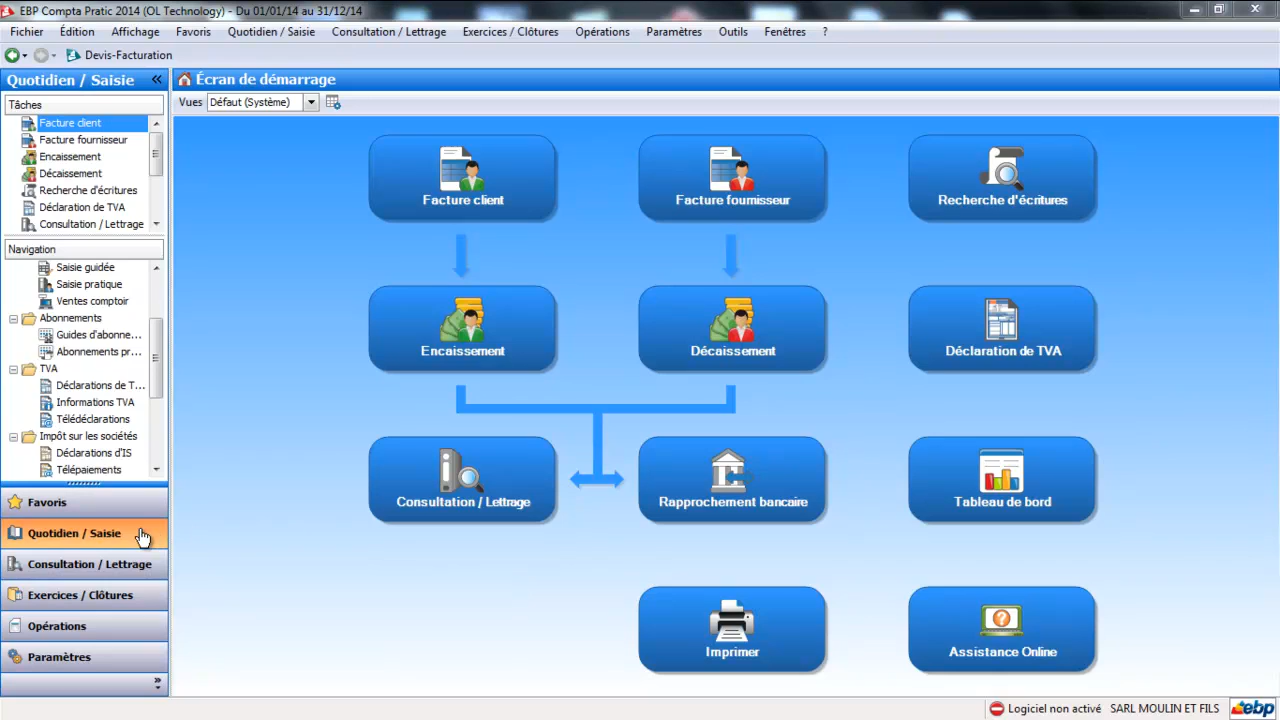 EBP Compta Pratic 2014 (OL Technology) - Du 01/01/14 au 31/12/14
Fichier Édition Affichage Favoris Quotidien / Saisie Consultation / Lettrage Exercices / Clôtures Opérations Paramètres Outils Fenêtres ?
Devis-Facturation
Quotidien / Saisie «
Écran de démarrage
Tâches
Vues Défaut (Système)
Facture client
Facture fournisseur
Encaissement
Décaissement
Recherche d'écritures
Déclaration de TVA
Consultation / Lettrage
Navigation
Saisie guidée
Saisie pratique
Ventes comptoir
Abonnements
Guides d'abonne...
Abonnements pr...
TVA
Déclarations de T...
Informations TVA
Télédéclarations
Impôt sur les sociétés
Déclarations d'IS
Télépaiements
Favoris
Quotidien / Saisie
Consultation / Lettrage
Exercices / Clôtures
Opérations
Paramètres
»
Facture client
Facture fournisseur
Recherche d'écritures
Encaissement
Décaissement
Déclaration de TVA
Consultation / Lettrage
Rapprochement bancaire
Tableau de bord
Imprimer
Assistance Online
Logiciel non activé SARL MOULIN ET FILS ebp